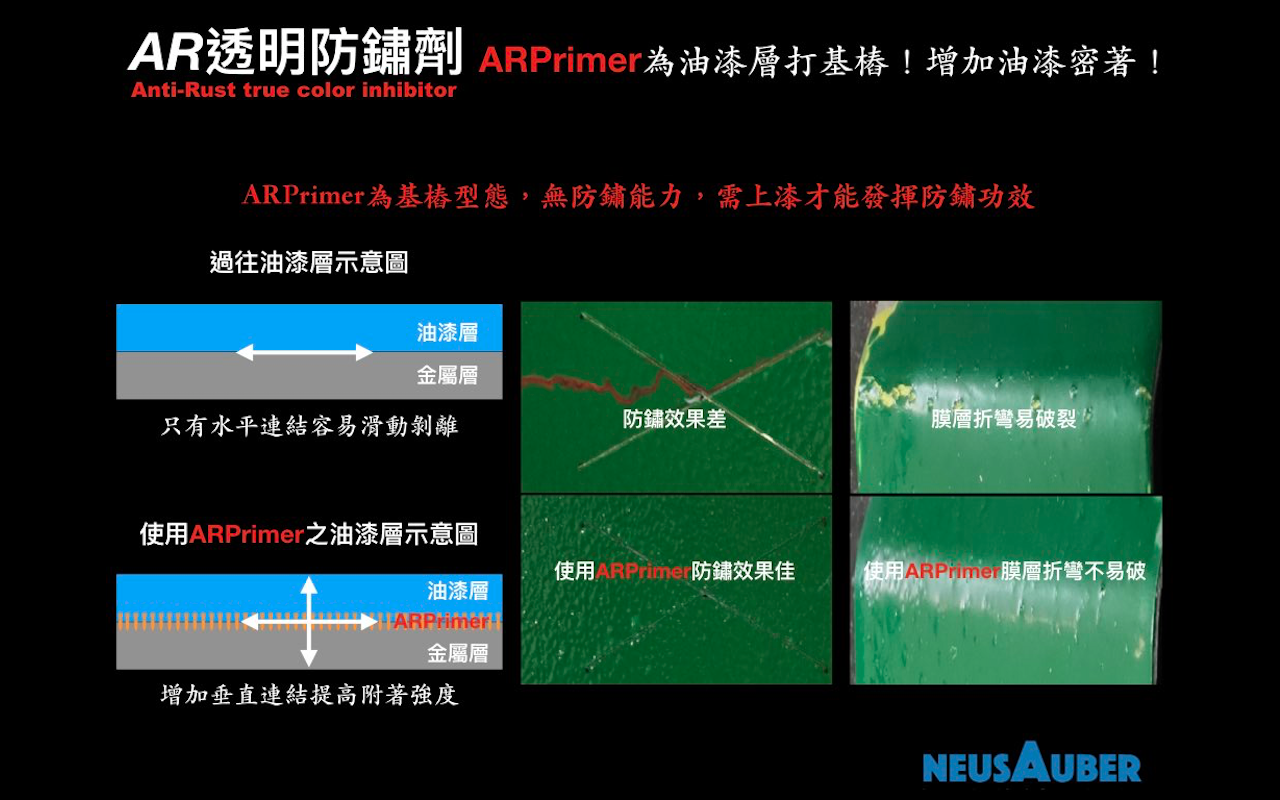 AR透明防鏽劑
Anti-Rust true color inhibitor
ARPrimer為油漆層打基樁！增加油漆密著！
ARPrimer為基樁型態，無防鏽能力，需上漆才能發揮防鏽功效
過往油漆層示意圖
油漆層
金屬層
只有水平連結容易滑動剝離
防鏽效果差
膜層折彎易破裂
使用ARPrimer之油漆層示意圖
油漆層
ARPrimer
金屬層
增加垂直連結提高附著強度
使用ARPrimer防鏽效果佳
使用ARPrimer膜層折彎不易破
NEUSAUBER